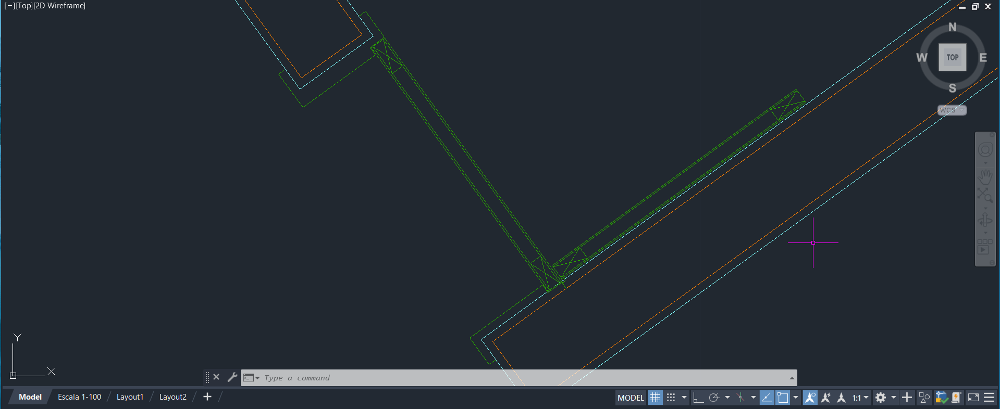 [−][Top][2D Wireframe]
N
W TOP E
S
WCS
Y
X
Type a command
Model Escala 1-100 Layout1 Layout2 MODEL 1:1